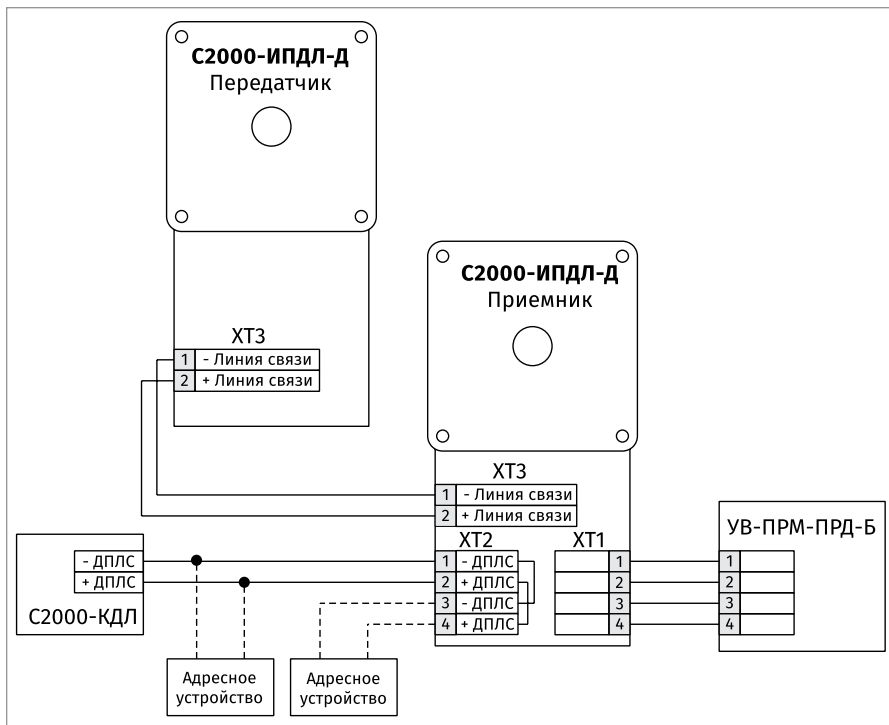 С2000-ИПДЛ-Д
Передатчик
XT3
1 - Линия связи
2 + Линия связи
С2000-ИПДЛ-Д
Приемник
XT3
1 - Линия связи
2 + Линия связи
XT2
1 - ДПЛС
2 + ДПЛС
3 - ДПЛС
4 + ДПЛС
XT1
1
2
3
4
УВ-ПРМ-ПРД-Б
1
2
3
4
- ДПЛС
+ ДПЛС
С2000-КДЛ
Адресное
устройство
Адресное
устройство